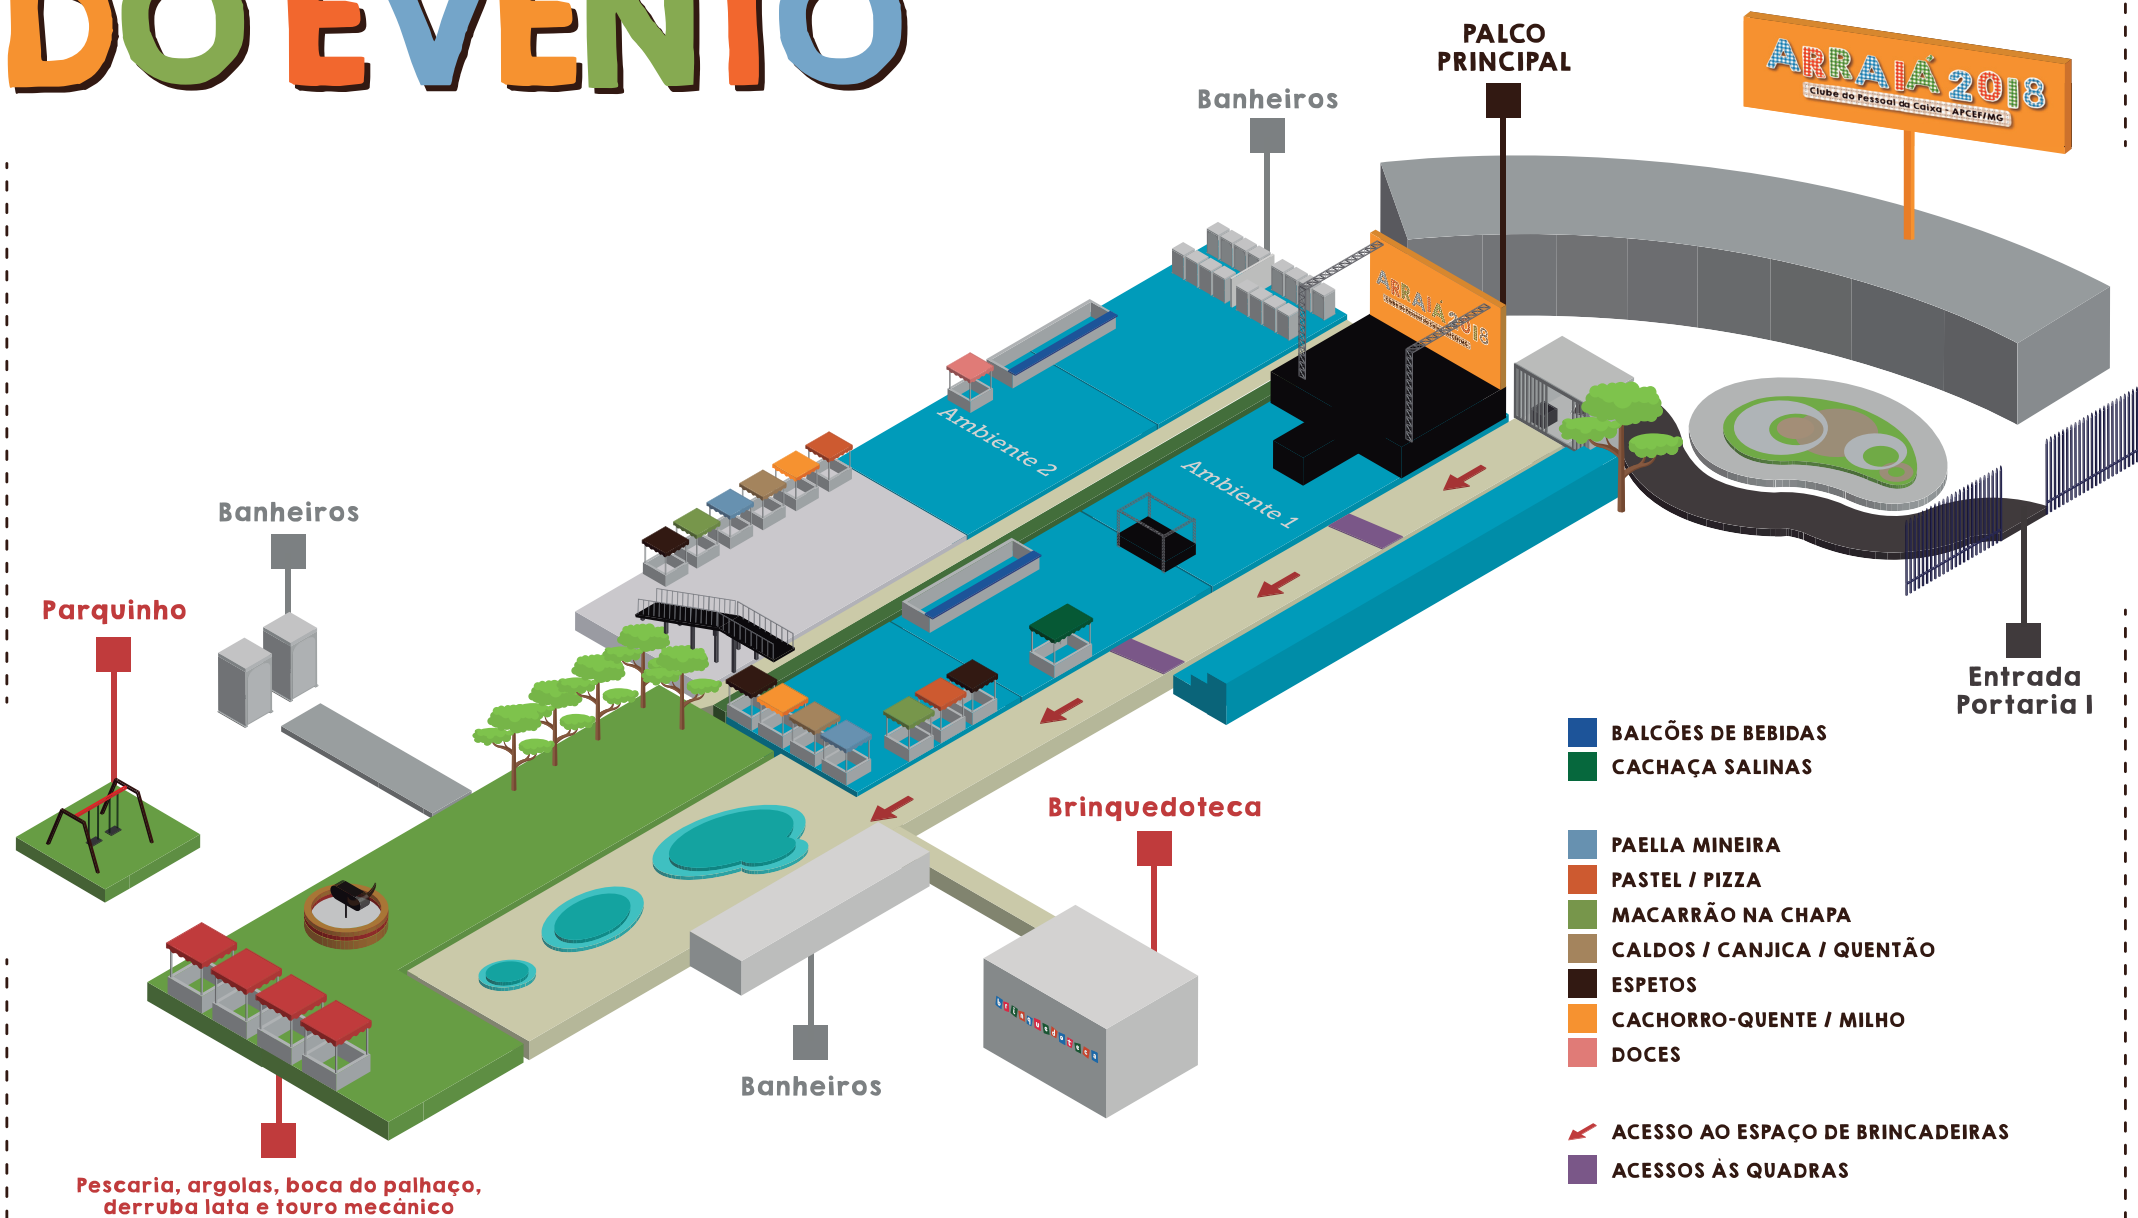 DO EVENTO
PALCO
PRINCIPAL
ARRAIÁ 2018
Clube do Pessoal da Caixa - APCEF/MG
Banheiros
ARRAIÁ 2018
Ambiente 2
Ambiente 1
Banheiros
Parquinho
Entrada
Portaria I
BALCÕES DE BEBIDAS
CACHAÇA SALINAS
Brinquedoteca
PAELLA MINEIRA
PASTEL / PIZZA
MACARRÃO NA CHAPA
CALDOS / CANJICA / QUENTÃO
ESPETOS
CACHORRO-QUENTE / MILHO
DOCES
brinquedoteca
Banheiros
ACESSO AO ESPAÇO DE BRINCADEIRAS
ACESSOS ÀS QUADRAS
Pescaria, argolas, boca do palhaço,
derruba lata e touro mecânico